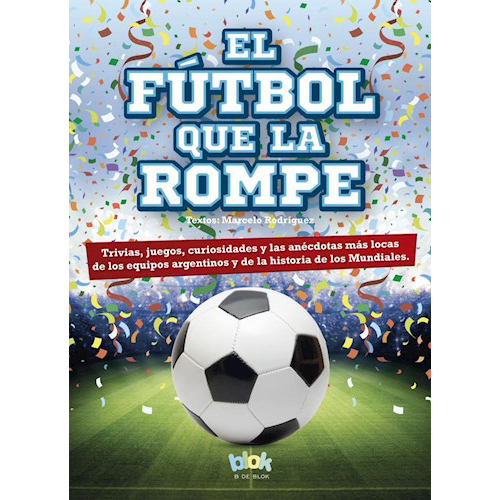 EL
FÚTBOL
QUE LA
ROMPE
Textos: Marcelo Rodríguez
Trivias, juegos, curiosidades y las anécdotas más locas
de los equipos argentinos y de la historia de los Mundiales.
blok
B DE BLOK